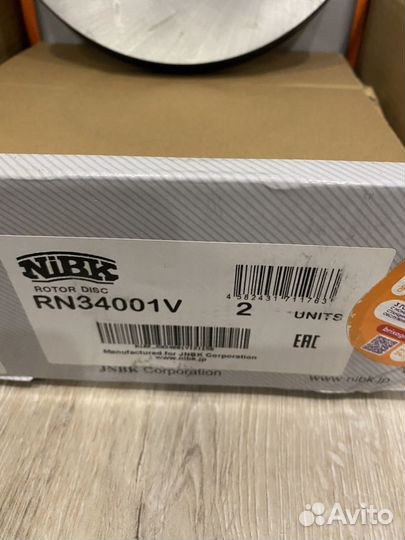 NiBK
ROTOR DISC
RN34001V
2 UNITS
4582431711763
EAC
Manufactured for JNBK Corporation
www.nibk.jp
JNBK Corporation
www.nibk.jp
Avito